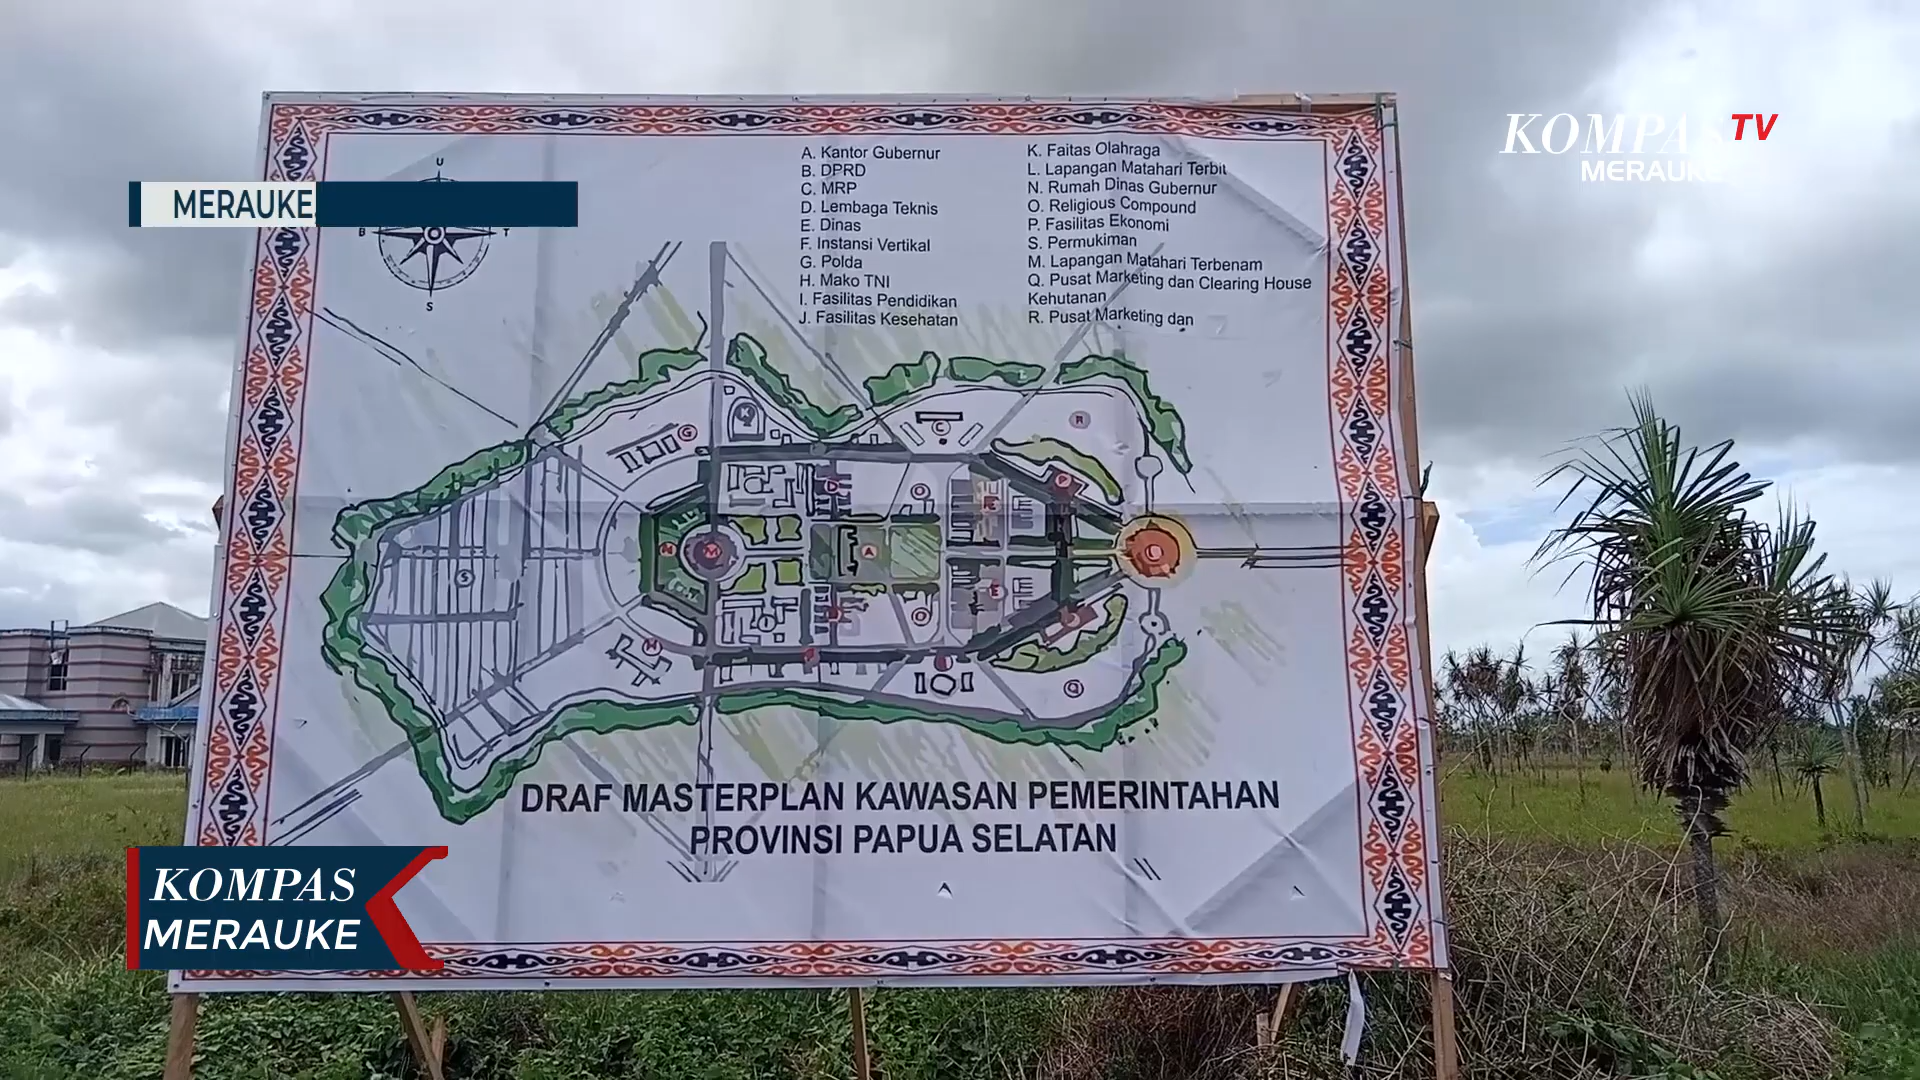 KOMPAS TV
MERAUKE
MERAUKE,
U
B
T
S
A. Kantor Gubernur
B. DPRD
C. MRP
D. Lembaga Teknis
E. Dinas
F. Instansi Vertikal
G. Polda
H. Mako TNI
I. Fasilitas Pendidikan
J. Fasilitas Kesehatan
K. Faitas Olahraga
L. Lapangan Matahari Terbit
N. Rumah Dinas Gubernur
O. Religious Compound
P. Fasilitas Ekonomi
S. Permukiman
M. Lapangan Matahari Terbenam
Q. Pusat Marketing dan Clearing House
Kehutanan
R. Pusat Marketing dan
K
G
C
R
D
P
N
M
A
S
E
H
Q
DRAF MASTERPLAN KAWASAN PEMERINTAHAN
PROVINSI PAPUA SELATAN
KOMPAS
MERAUKE